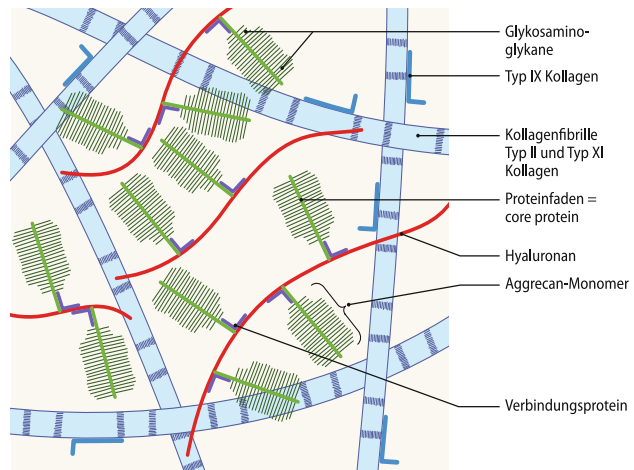 Glykosamino-
glykane
Typ IX Kollagen
Kollagenfibrille
Typ II und Typ XI
Kollagen
Proteinfaden =
core protein
Hyaluronan
Aggrecan-Monomer
Verbindungsprotein